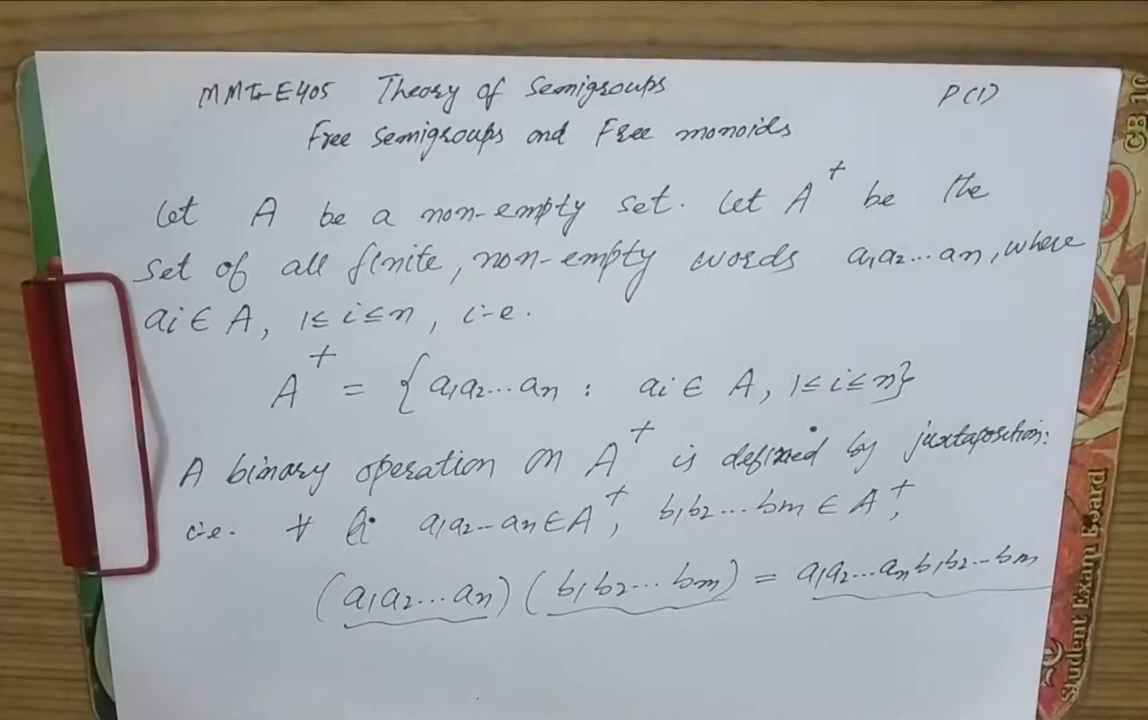 MMT-E405 Theory of Semigroups P(1)
Free Semigroups and Free monoids
Let A be a non-empty set. Let A⁺ be the
set of all finite, non-empty words a₁a₂...aₙ, where
aᵢ ∈ A, 1≤i≤n, i.e.
A⁺ = {a₁a₂...aₙ : aᵢ ∈ A, 1≤i≤n}
A binary operation on A⁺ is defined by juxtaposition:
i.e. ∀ a₁a₂--aₙ∈A⁺, b₁b₂...bₘ ∈ A⁺,
(a₁a₂...aₙ)(b₁b₂...bₘ) = a₁a₂...aₙb₁b₂--bₘ
Student Exam Board
CB 10